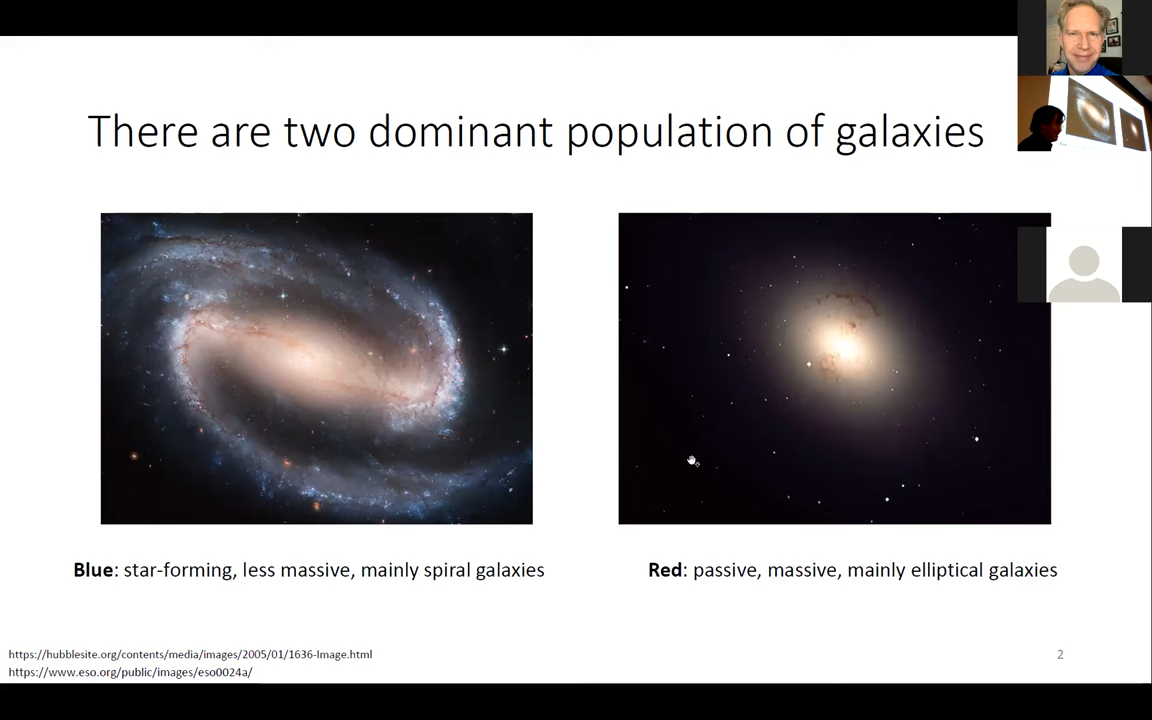 There are two dominant population of galaxies
Blue: star-forming, less massive, mainly spiral galaxies
Red: passive, massive, mainly elliptical galaxies
https://hubblesite.org/contents/media/images/2005/01/1636-Image.html
https://www.eso.org/public/images/eso0024a/
2